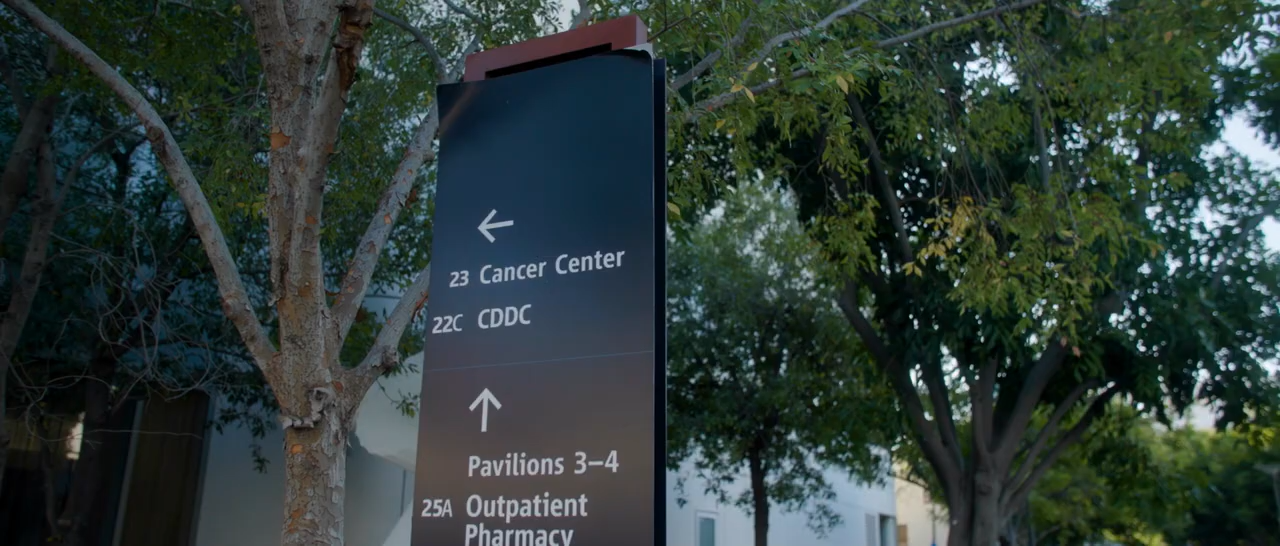 ←
23 Cancer Center
22C CDDC
↑
Pavilions 3–4
25A Outpatient
Pharmacy